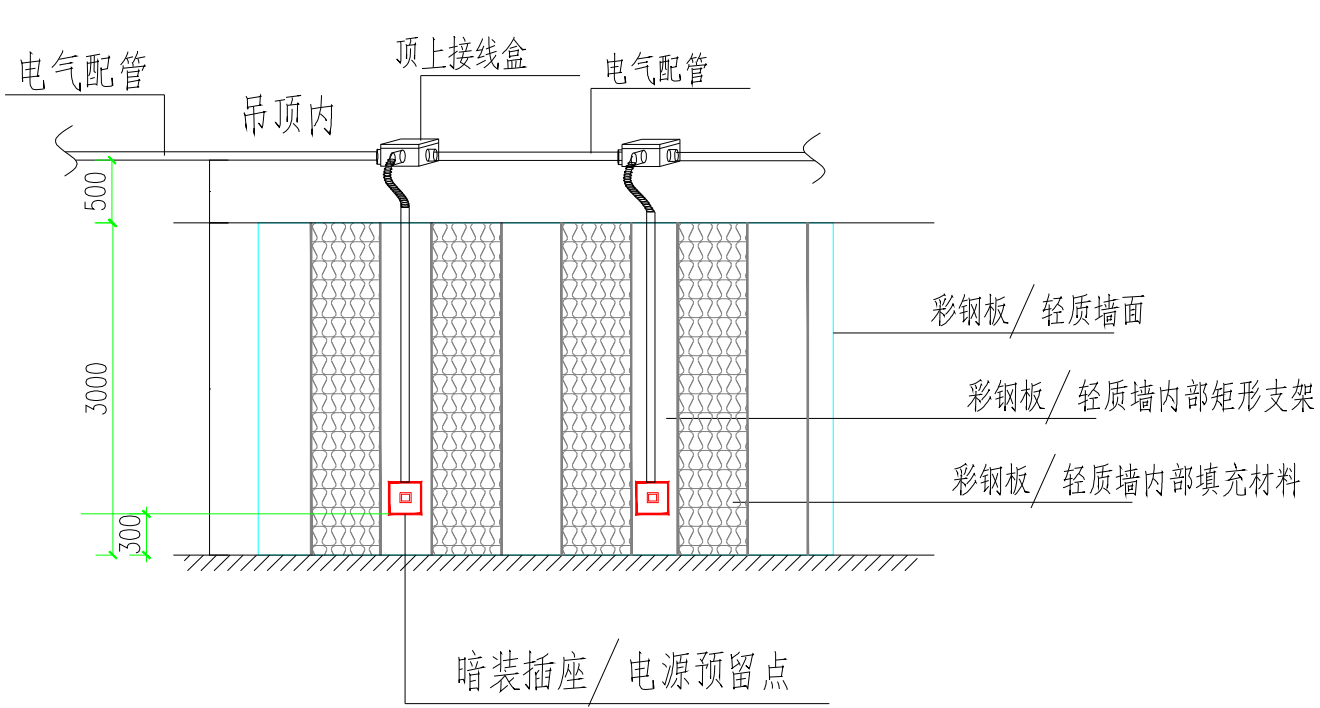 顶上接线盒
电气配管
电气配管
吊顶内
500
彩钢板/轻质墙面
3000
彩钢板/轻质墙内部矩形支架
彩钢板/轻质墙内部填充材料
300
暗装插座/电源预留点